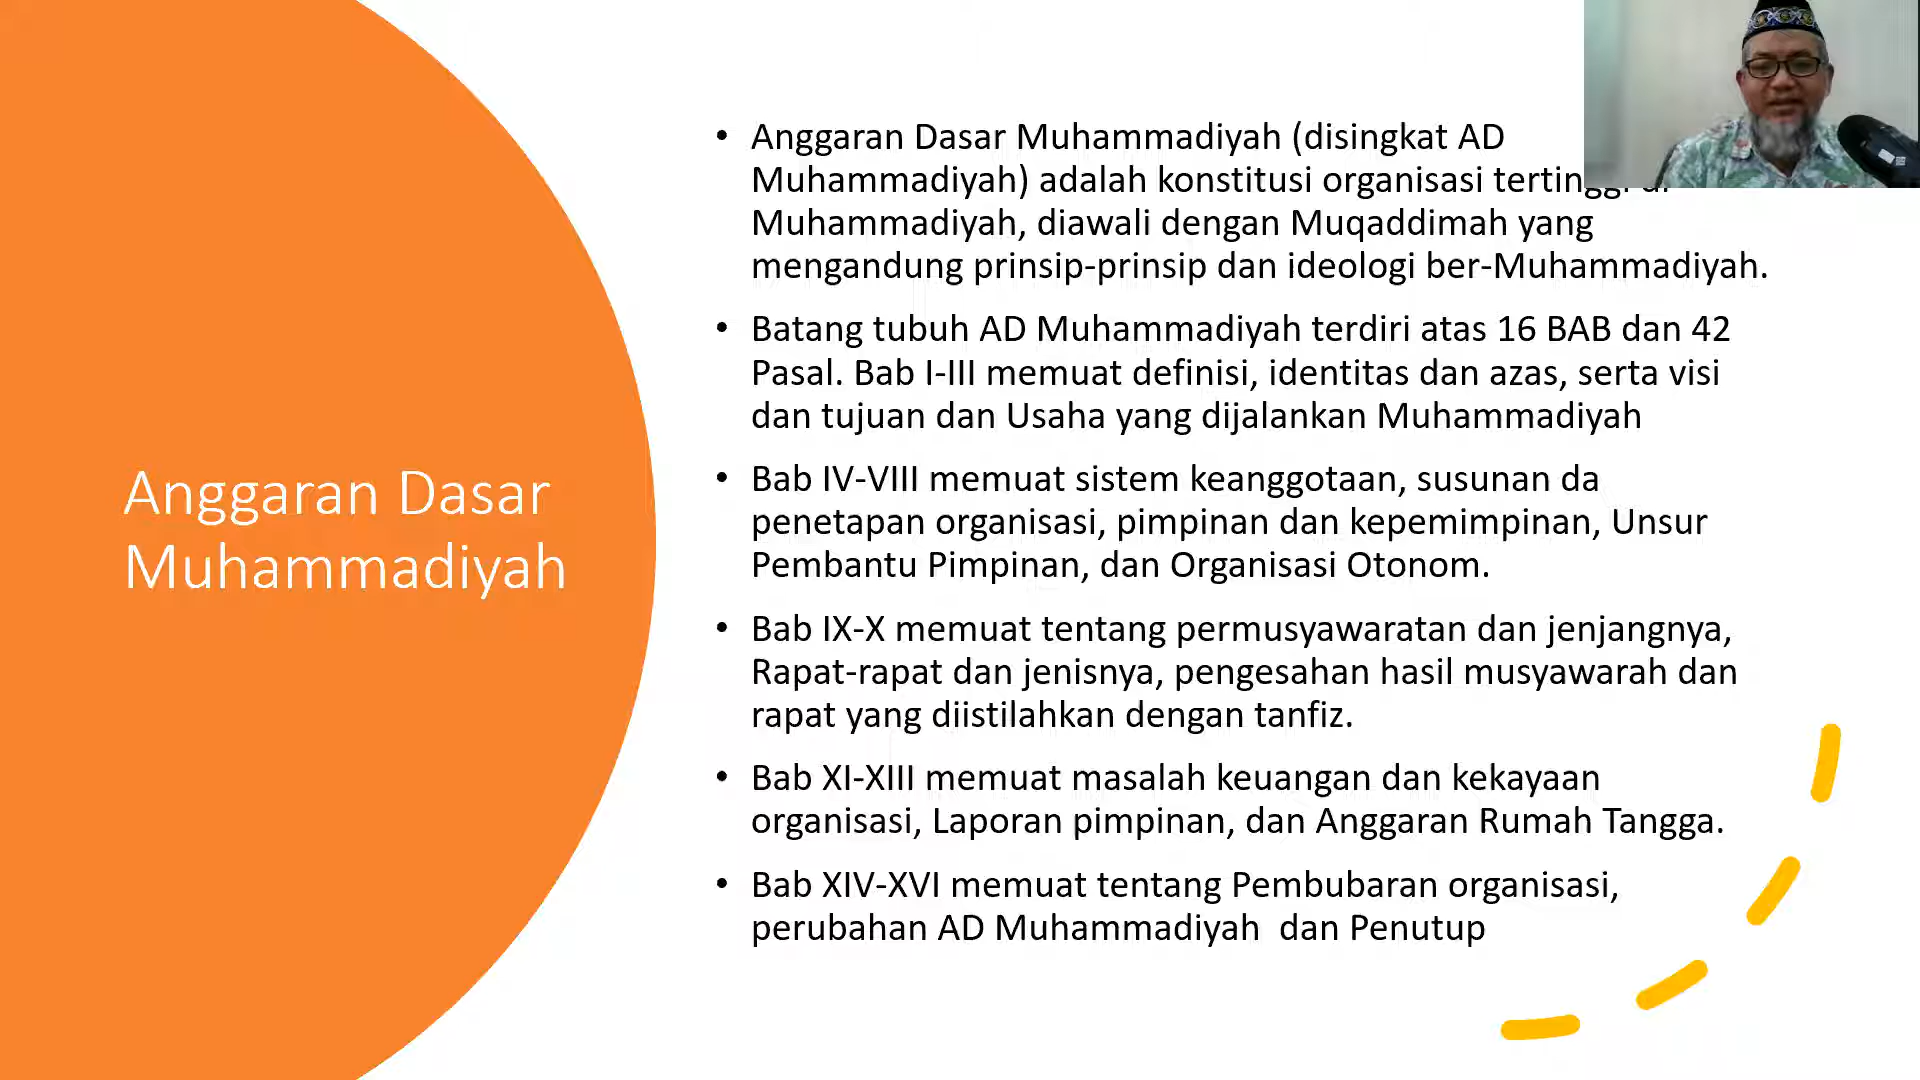 Anggaran Dasar
Muhammadiyah
• Anggaran Dasar Muhammadiyah (disingkat AD
Muhammadiyah) adalah konstitusi organisasi tertinggi di
Muhammadiyah, diawali dengan Muqaddimah yang
mengandung prinsip-prinsip dan ideologi ber-Muhammadiyah.
• Batang tubuh AD Muhammadiyah terdiri atas 16 BAB dan 42
Pasal. Bab I-III memuat definisi, identitas dan azas, serta visi
dan tujuan dan Usaha yang dijalankan Muhammadiyah
• Bab IV-VIII memuat sistem keanggotaan, susunan da
penetapan organisasi, pimpinan dan kepemimpinan, Unsur
Pembantu Pimpinan, dan Organisasi Otonom.
• Bab IX-X memuat tentang permusyawaratan dan jenjangnya,
Rapat-rapat dan jenisnya, pengesahan hasil musyawarah dan
rapat yang diistilahkan dengan tanfiz.
• Bab XI-XIII memuat masalah keuangan dan kekayaan
organisasi, Laporan pimpinan, dan Anggaran Rumah Tangga.
• Bab XIV-XVI memuat tentang Pembubaran organisasi,
perubahan AD Muhammadiyah  dan Penutup